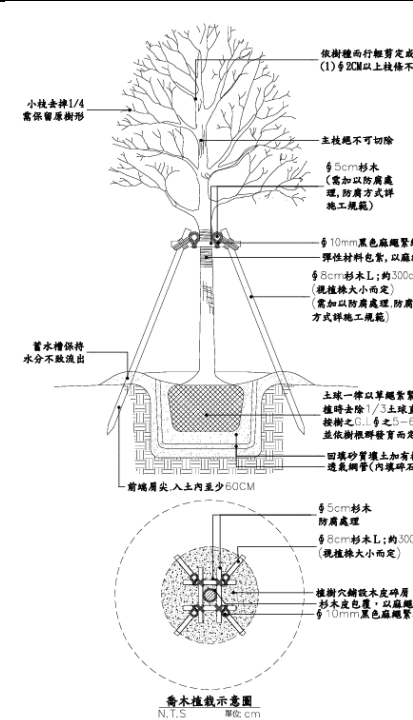 依樹種而行輕剪定或
(1)∮2CM以上枝條不
小枝去掉1/4
需保留原樹形
主枝絕不可切除
∮5cm杉木
(需加以防腐處
理,防腐方式詳
施工規範)
∮10mm黑色麻繩緊
彈性材料包紮,以麻
∮8cm杉木L;約300c
(視植株大小而定)
(需加以防腐處理,防腐
方式詳施工規範)
蓄水槽保持
水分不致流出
土球一律以草繩紮緊
植時去除1/3土球直
按樹之G.L∮之5-6
並依樹根群發育而定
回填砂質壤土加有
透氣網管(內填碎石
前端削尖,入土內至少60CM
∮5cm杉木
防腐處理
∮8cm杉木L;約300
(視植株大小而定)
植樹穴鋪設木皮碎屑
杉木皮包覆,以麻繩
∮10mm黑色麻繩緊
喬木植栽示意圖
N.T.S 單位:cm